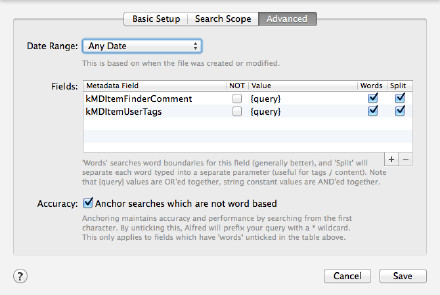 Basic Setup Search Scope Advanced
Date Range: Any Date
This is based on when the file was created or modified.
Fields: Metadata Field NOT Value Words Split
kMDItemFinderComment {query}
kMDItemUserTags {query}
+ −
'Words' searches word boundaries for this field (generally better), and 'Split' will
separate each word typed into a separate parameter (useful for tags / content). Note
that {query} values are OR'ed together, string constant values are AND'ed together.
Accuracy: Anchor searches which are not word based
Anchoring maintains accuracy and performance by searching from the first
character. By unticking this, Alfred will prefix your query with a * wildcard.
This only applies to fields which have 'words' unticked in the table above.
? Cancel Save